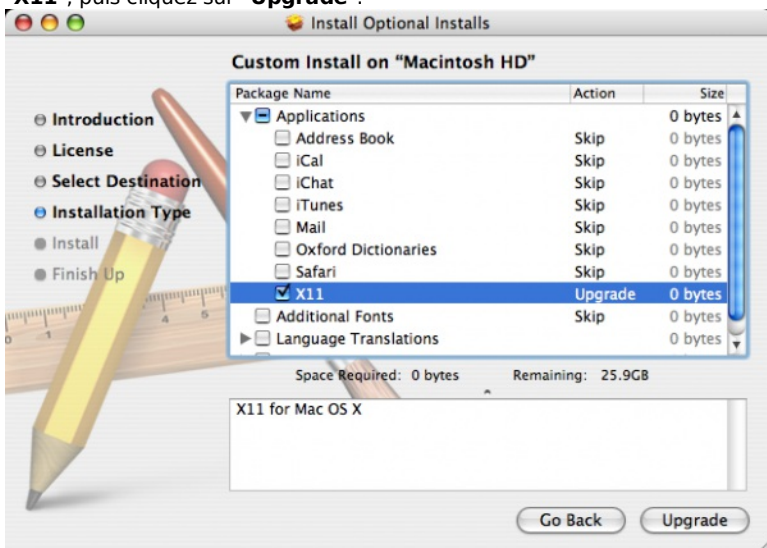 "X11", puis cliquez sur "Upgrade".
Install Optional Installs
Custom Install on “Macintosh HD”
Introduction
License
Select Destination
Installation Type
Install
Finish Up
Package Name Action Size
Applications 0 bytes
Address Book Skip 0 bytes
iCal Skip 0 bytes
iChat Skip 0 bytes
iTunes Skip 0 bytes
Mail Skip 0 bytes
Oxford Dictionaries Skip 0 bytes
Safari Skip 0 bytes
X11 Upgrade 0 bytes
Additional Fonts Skip 0 bytes
Language Translations 0 bytes
Space Required: 0 bytes Remaining: 25.9GB
X11 for Mac OS X
Go Back Upgrade
4 5
0 1